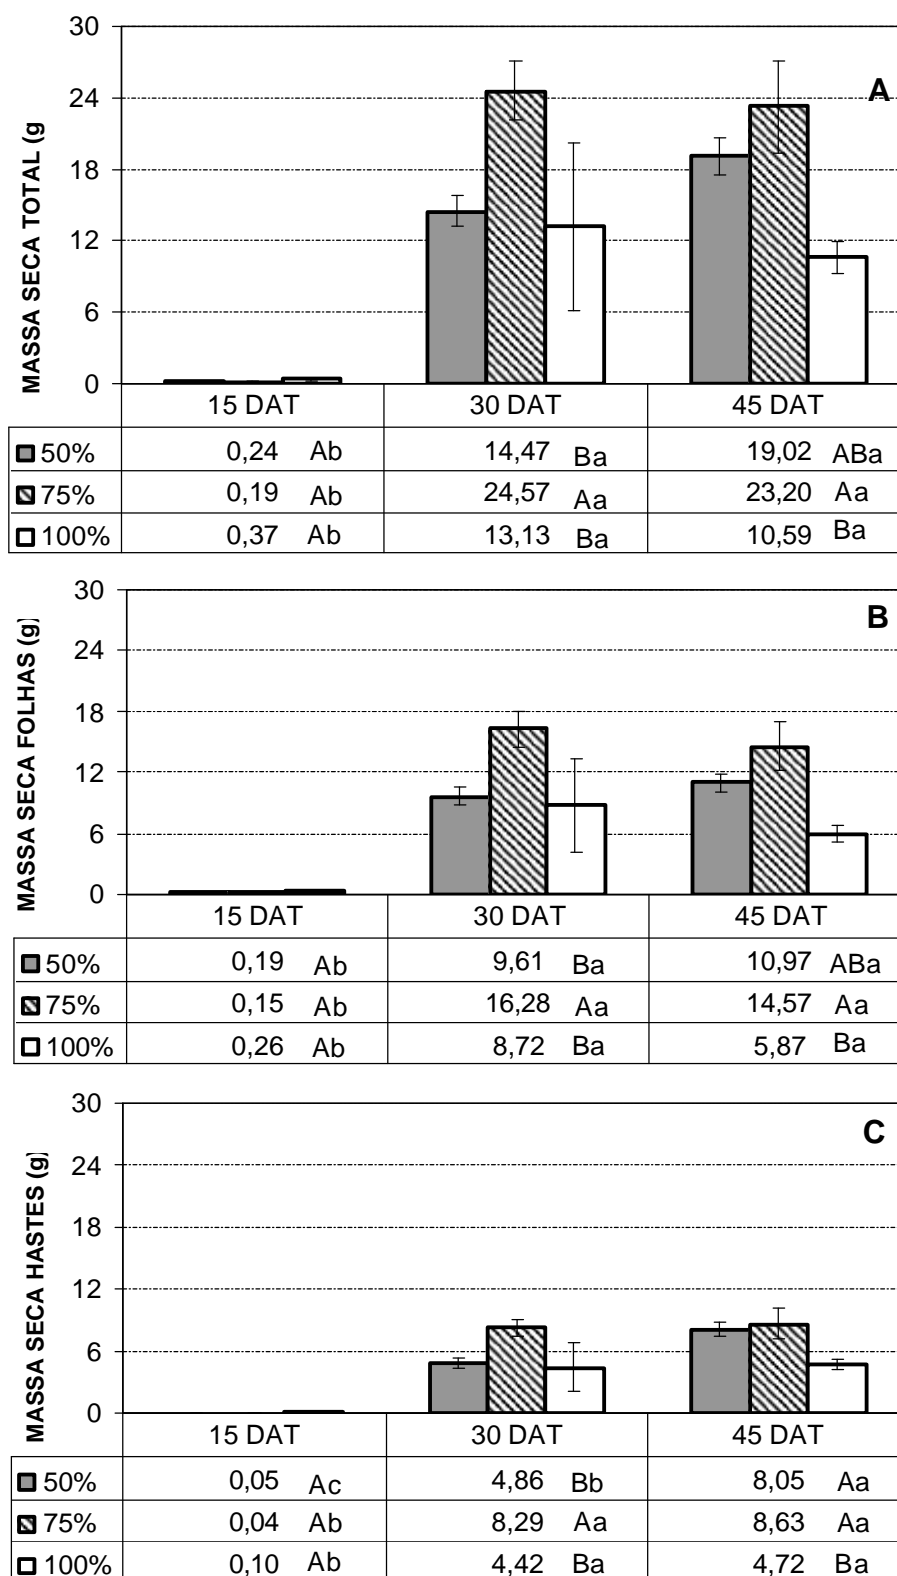 30
A
24
18
12
6
0
MASSA SECA TOTAL (g
15 DAT 30 DAT 45 DAT
50% 0,24 Ab 14,47 Ba 19,02 ABa
75% 0,19 Ab 24,57 Aa 23,20 Aa
100% 0,37 Ab 13,13 Ba 10,59 Ba
30
B
24
18
12
6
0
MASSA SECA FOLHAS (g)
15 DAT 30 DAT 45 DAT
50% 0,19 Ab 9,61 Ba 10,97 ABa
75% 0,15 Ab 16,28 Aa 14,57 Aa
100% 0,26 Ab 8,72 Ba 5,87 Ba
30
C
24
18
12
6
0
MASSA SECA HASTES (g)
15 DAT 30 DAT 45 DAT
50% 0,05 Ac 4,86 Bb 8,05 Aa
75% 0,04 Ab 8,29 Aa 8,63 Aa
100% 0,10 Ab 4,42 Ba 4,72 Ba